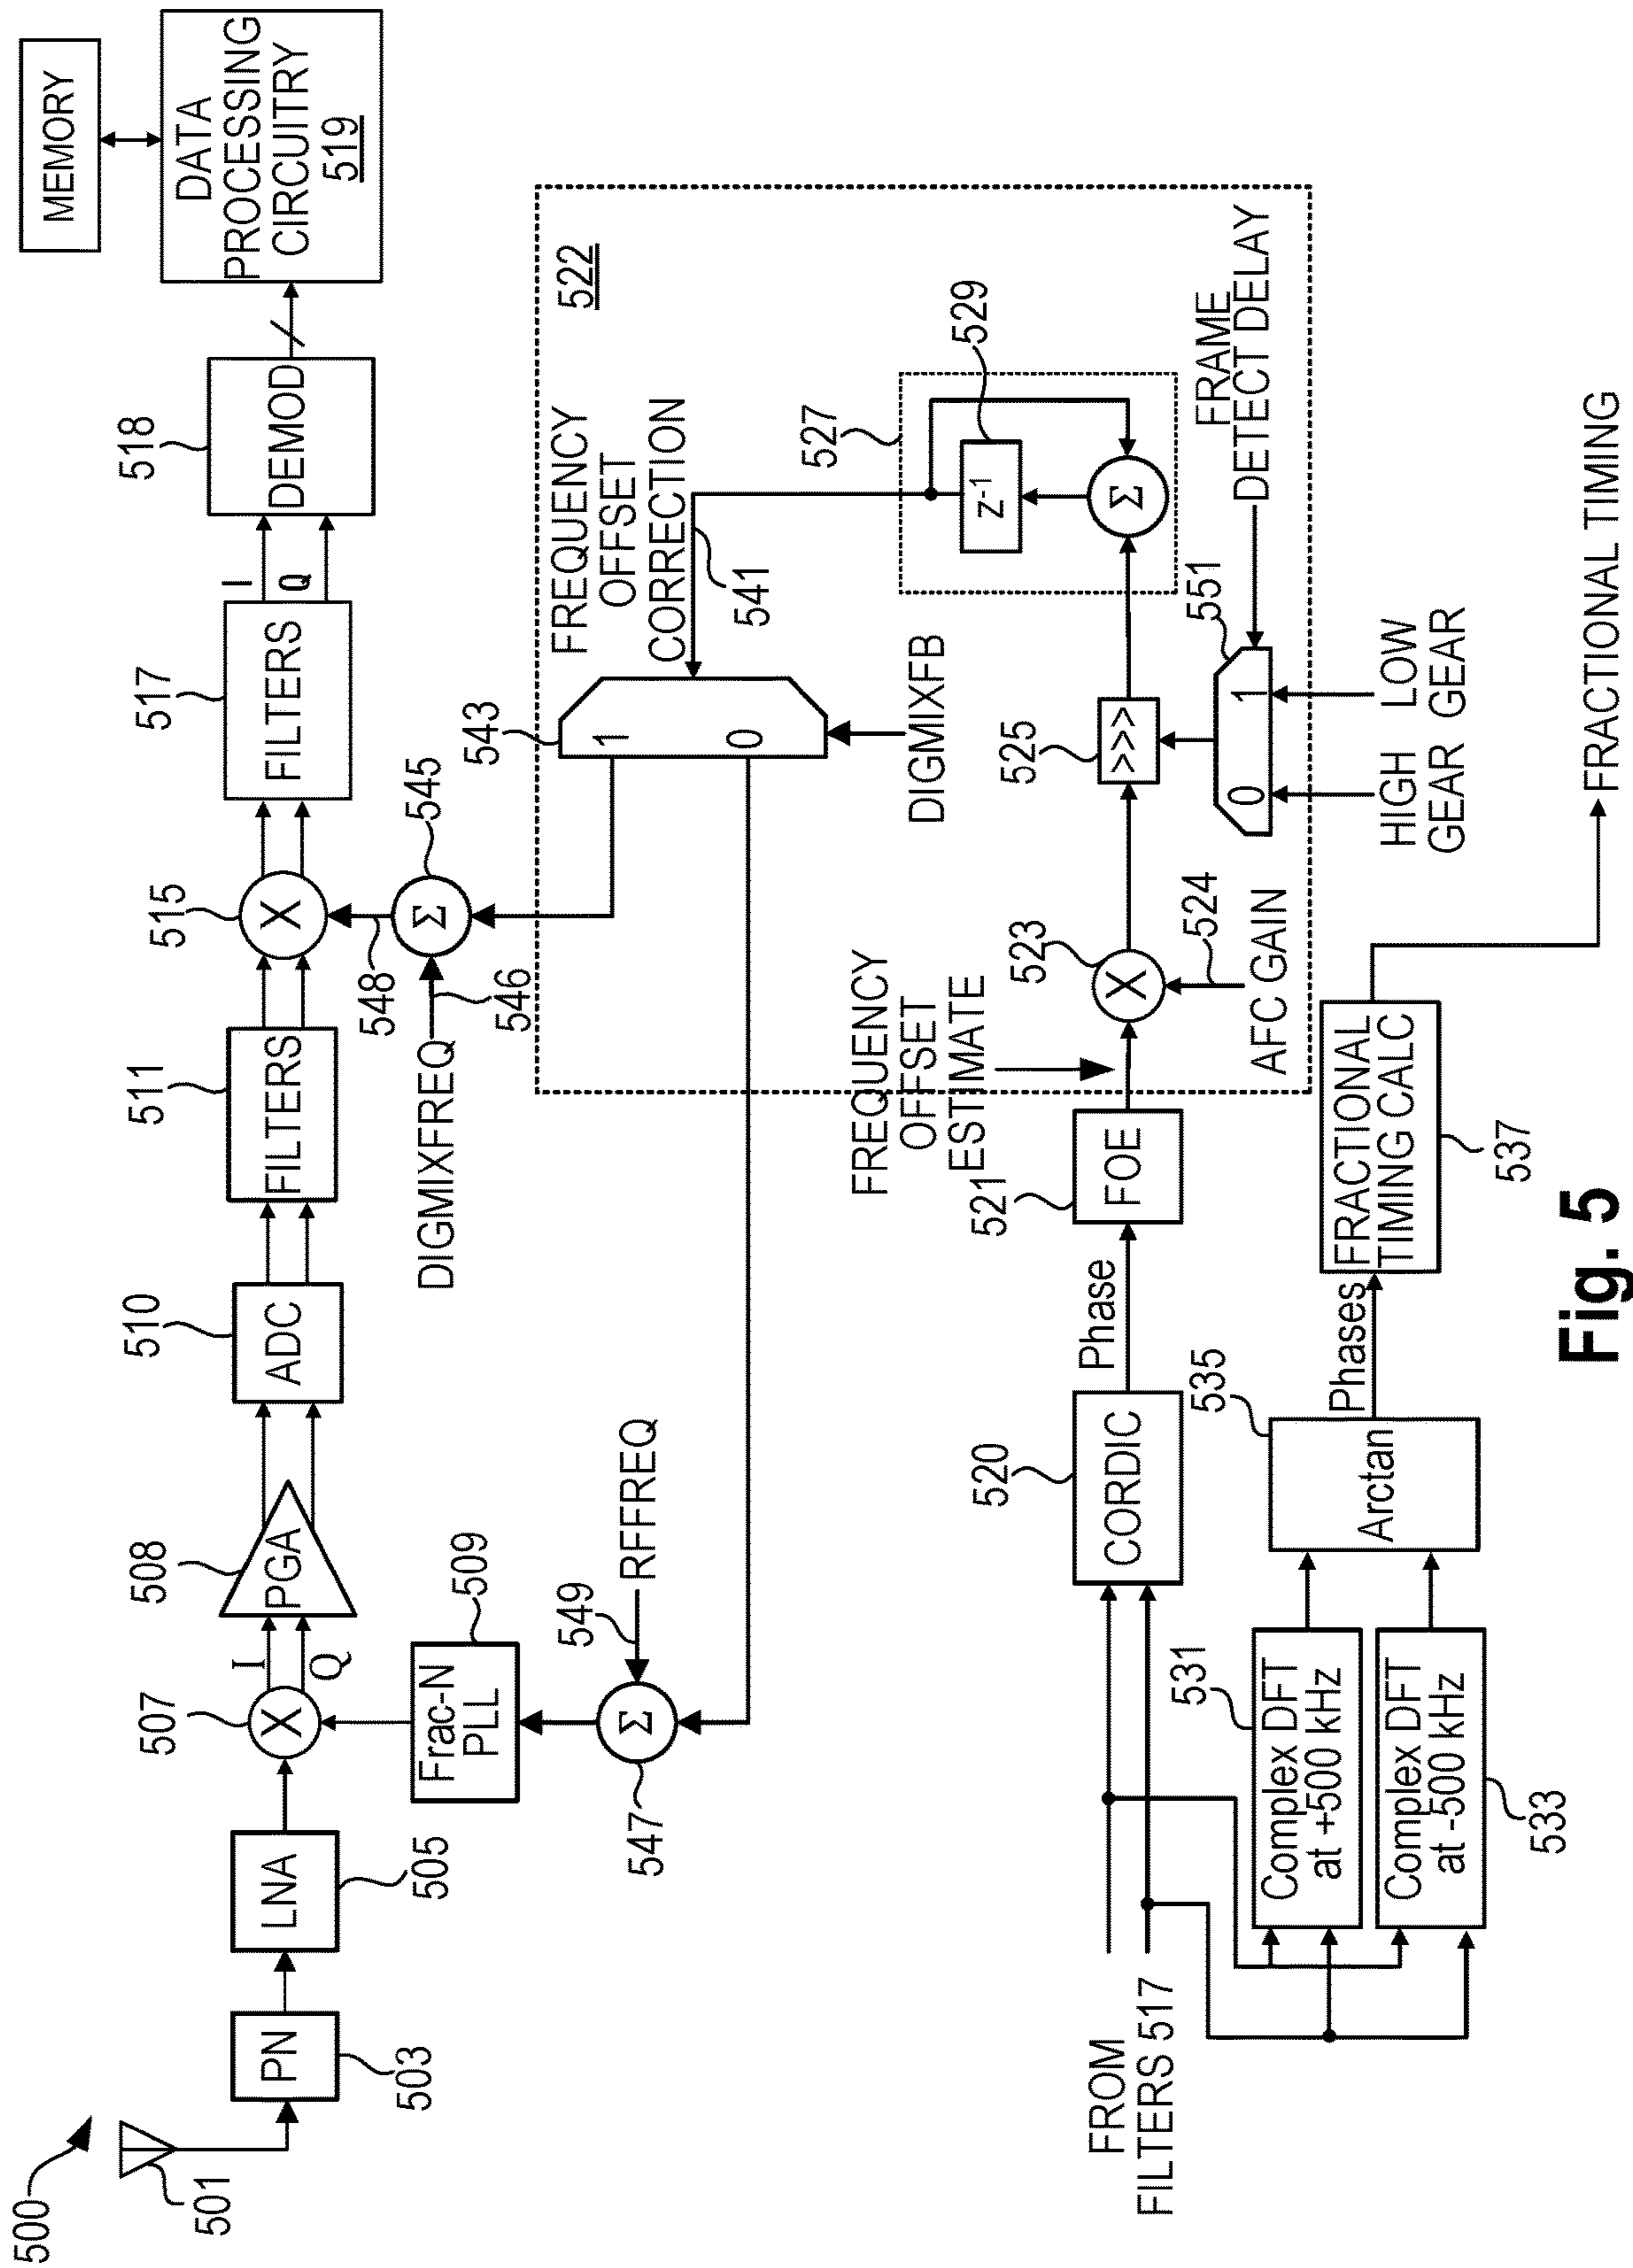 500
501
PN
503
LNA
505
507
I
Q
508
PGA
Frac-N
PLL
509
547
Σ
549
RFFREQ
X
510
ADC
511
FILTERS
515
X
548
Σ
545
546
DIGMIXFREQ
517
FILTERS
I
Q
518
DEMOD
MEMORY
DATA
PROCESSING
CIRCUITRY
519
522
543
1
0
DIGMIXFB
FREQUENCY
OFFSET
CORRECTION
541
527
529
z-1
Σ
FRAME
DETECT DELAY
551
0
1
HIGH
GEAR
LOW
GEAR
525
>>>
523
X
524
AFC GAIN
FREQUENCY
OFFSET
ESTIMATE
521
FOE
Phase
520
CORDIC
FROM
FILTERS 517
531
Complex DFT
at +500 kHz
Complex DFT
at -500 kHz
533
535
Arctan
Phases
FRACTIONAL
TIMING CALC
537
FRACTIONAL TIMING
Fig. 5